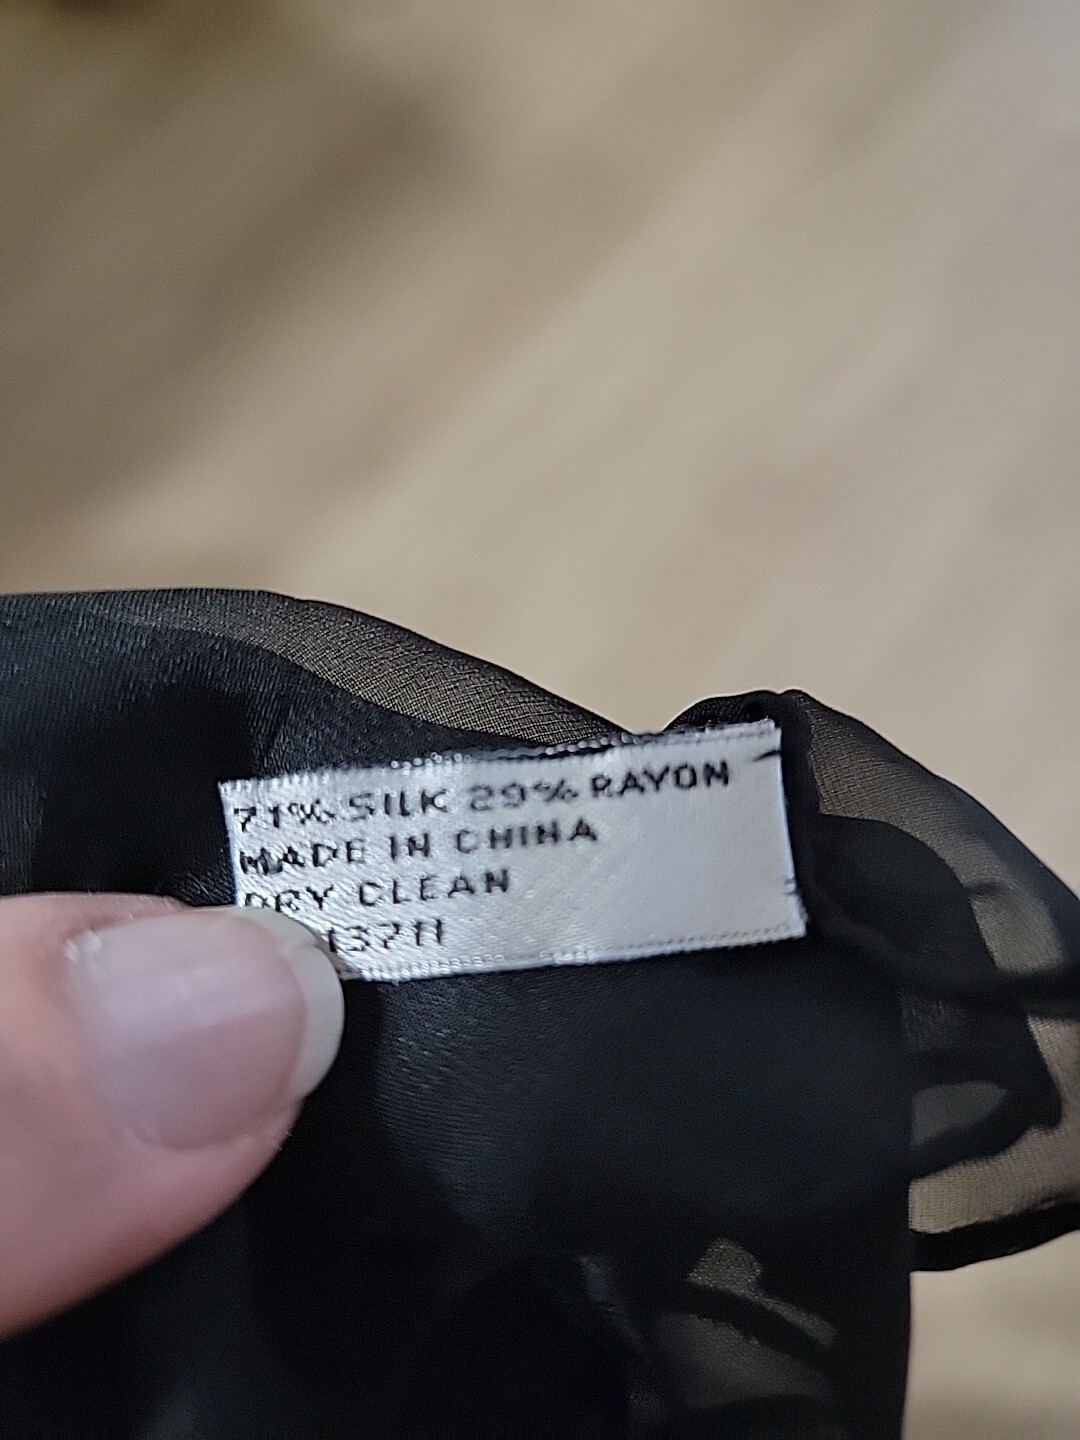 71% SILK 29% RAYON
MADE IN CHINA
DRY CLEAN